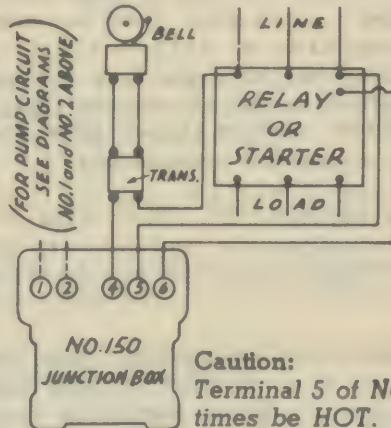 BELL
LINE
(FOR PUMP CIRCUIT
SEE DIAGRAMS
NO. 1 and NO. 2 ABOVE)
RELAY
OR
STARTER
TRANS.
LOAD
1 2 4 5 6
NO. 150
JUNCTION BOX
Caution:
Terminal 5 of
times be HOT.